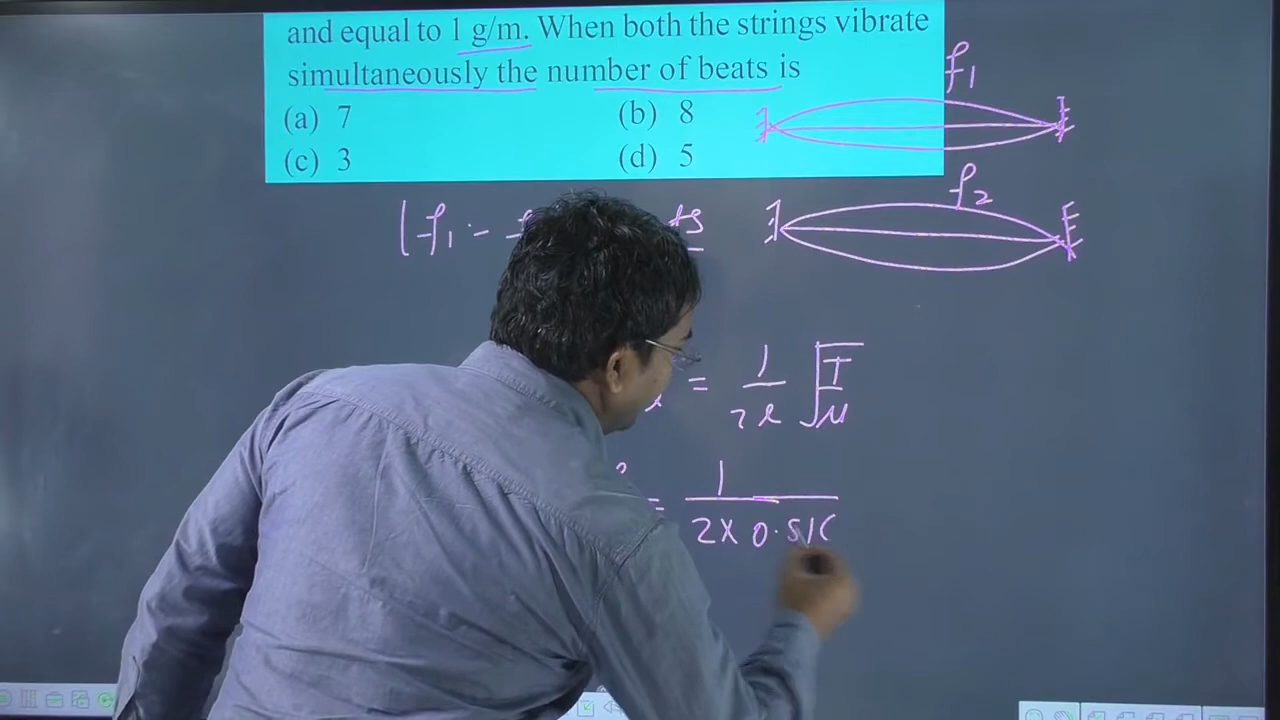 and equal to 1 g/m. When both the strings vibrate
simultaneously the number of beats is
(a) 7 (b) 8
(c) 3 (d) 5
f1
f2
|f1 -
= 1/2l √T/μ
= 1/2×0.516